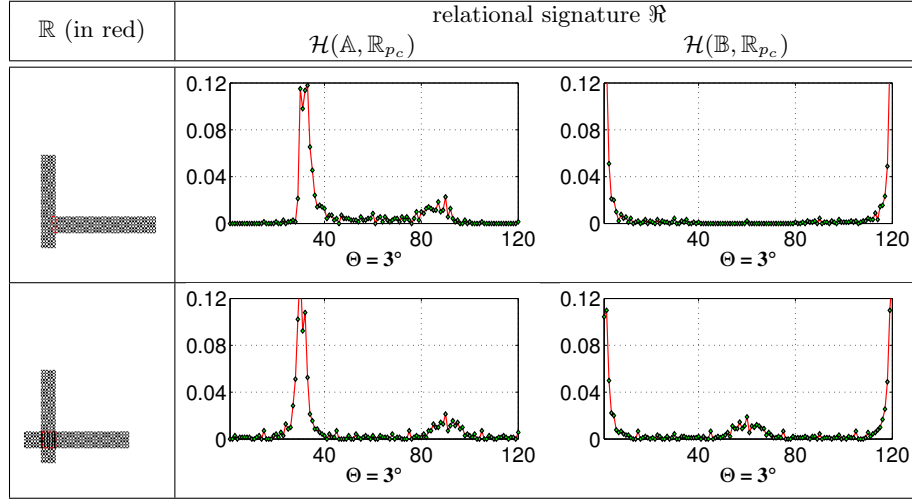 ℝ (in red) relational signature ℜ
ℋ(𝔸, ℝ_{p_c}) ℋ(𝔹, ℝ_{p_c})
0.12 0.12
0.08 0.08
0.04 0.04
0 0
40 80 120 40 80 120
Θ = 3° Θ = 3°
0.12 0.12
0.08 0.08
0.04 0.04
0 0
40 80 120 40 80 120
Θ = 3° Θ = 3°